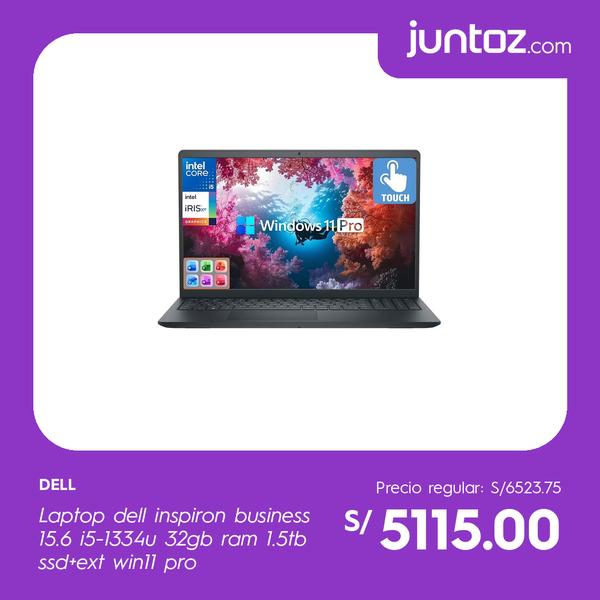 juntoz.com
intel
CORE
i5
intel
iRIS xe
GRAPHICS
TOUCH
Windows 11 Pro
DELL
Laptop dell inspiron business
15.6 i5-1334u 32gb ram 1.5tb
ssd+ext win11 pro
Precio regular: S/6523.75
S/ 5115.00